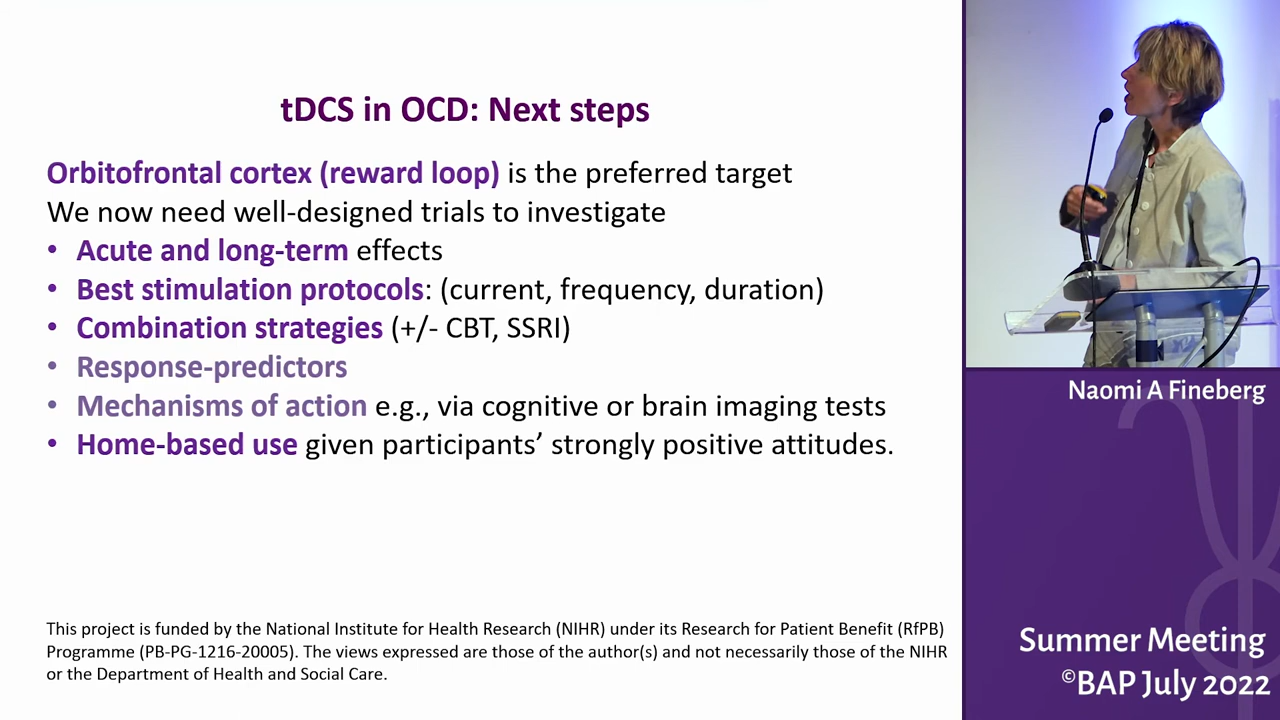 tDCS in OCD: Next steps
Orbitofrontal cortex (reward loop) is the preferred target
We now need well-designed trials to investigate
• Acute and long-term effects
• Best stimulation protocols: (current, frequency, duration)
• Combination strategies (+/- CBT, SSRI)
• Response-predictors
• Mechanisms of action e.g., via cognitive or brain imaging tests
• Home-based use given participants’ strongly positive attitudes.
This project is funded by the National Institute for Health Research (NIHR) under its Research for Patient Benefit (RfPB)
Programme (PB-PG-1216-20005). The views expressed are those of the author(s) and not necessarily those of the NIHR
or the Department of Health and Social Care.
Naomi A Fineberg
Summer Meeting
©BAP July 2022